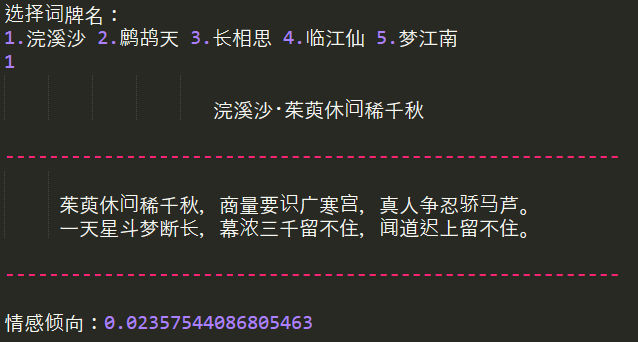 选择词牌名：
1.浣溪沙 2.鹧鸪天 3.长相思 4.临江仙 5.梦江南
1
浣溪沙·茱萸休问稀千秋
茱萸休问稀千秋，商量要识广寒宫，真人争忍骄马芦。
一天星斗梦断长，幕浓三千留不住，闻道迟上留不住。
情感倾向：0.02357544086805463